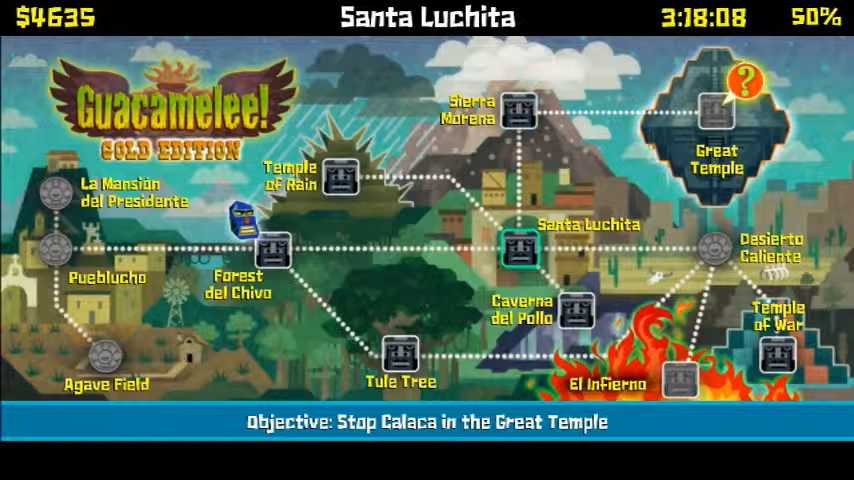 $4635
Santa Luchita
3:18:08
50%
Guacamelee!
GOLD EDITION
Sierra
Morena
?
Great
Temple
Temple
of Rain
La Mansión
del Presidente
Santa Luchita
Desierto
Caliente
Pueblucho
Forest
del Chivo
Caverna
del Pollo
Temple
of War
Agave Field
Tule Tree
El Infierno
Objective: Stop Calaca in the Great Temple